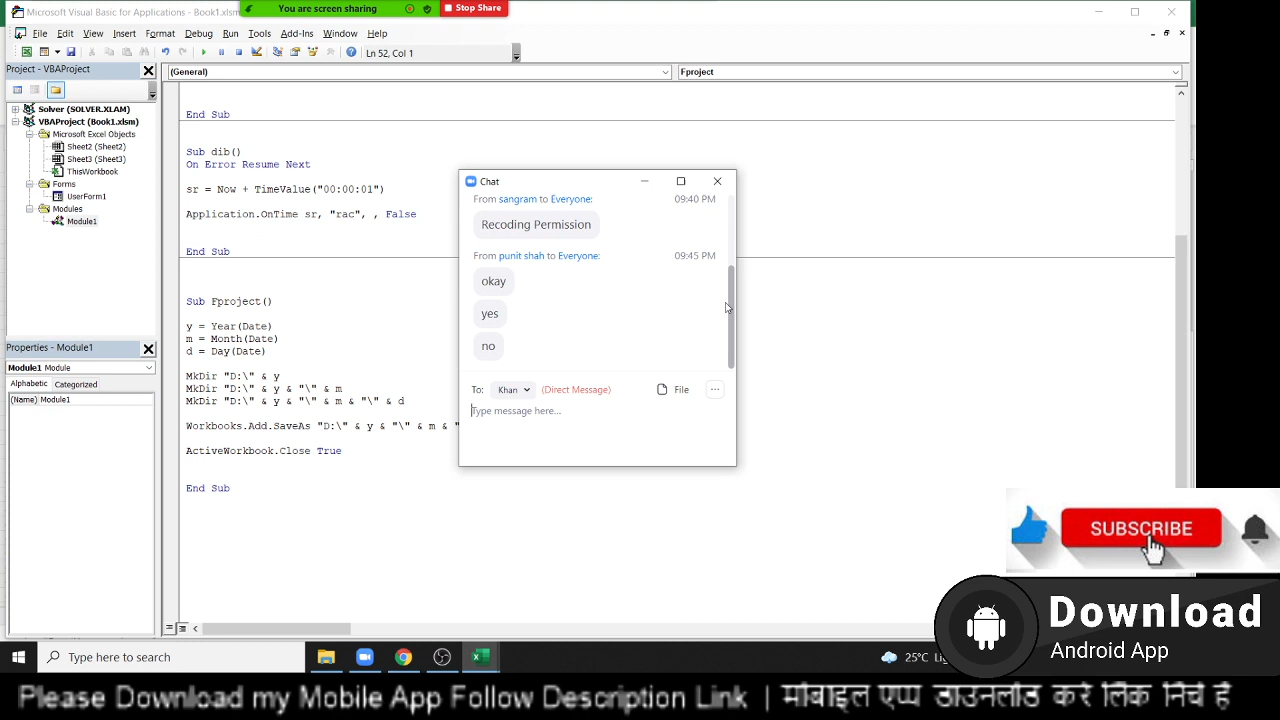 Microsoft Visual Basic for Applications - Book1.xlsm
You are screen sharing
Stop Share
File Edit View Insert Format Debug Run Tools Add-Ins Window Help
Ln 52, Col 1
Project - VBAProject
(General)
Fproject
Solver (SOLVER.XLAM)
VBAProject (Book1.xlsm)
Microsoft Excel Objects
Sheet2 (Sheet2)
Sheet3 (Sheet3)
ThisWorkbook
Forms
UserForm1
Modules
Module1
Properties - Module1
Module1 Module
Alphabetic Categorized
(Name) Module1
End Sub
Sub dib()
On Error Resume Next
sr = Now + TimeValue("00:00:01")
Application.OnTime sr, "rac", , False
End Sub
Sub Fproject()
y = Year(Date)
m = Month(Date)
d = Day(Date)
MkDir "D:\" & y
MkDir "D:\" & y & "\" & m
MkDir "D:\" & y & "\" & m & "\" & d
Workbooks.Add.SaveAs "D:\" & y & "\" & m & "
ActiveWorkbook.Close True
End Sub
Chat
From sangram to Everyone: 09:40 PM
Recoding Permission
From punit shah to Everyone: 09:45 PM
okay
yes
no
To: Khan (Direct Message) File
Type message here...
SUBSCRIBE
Download
Android App
Type here to search
25°C
Please Download my Mobile App Follow Description Link | मोबाइल एप्प डाउनलोड करे लिंक निचे है